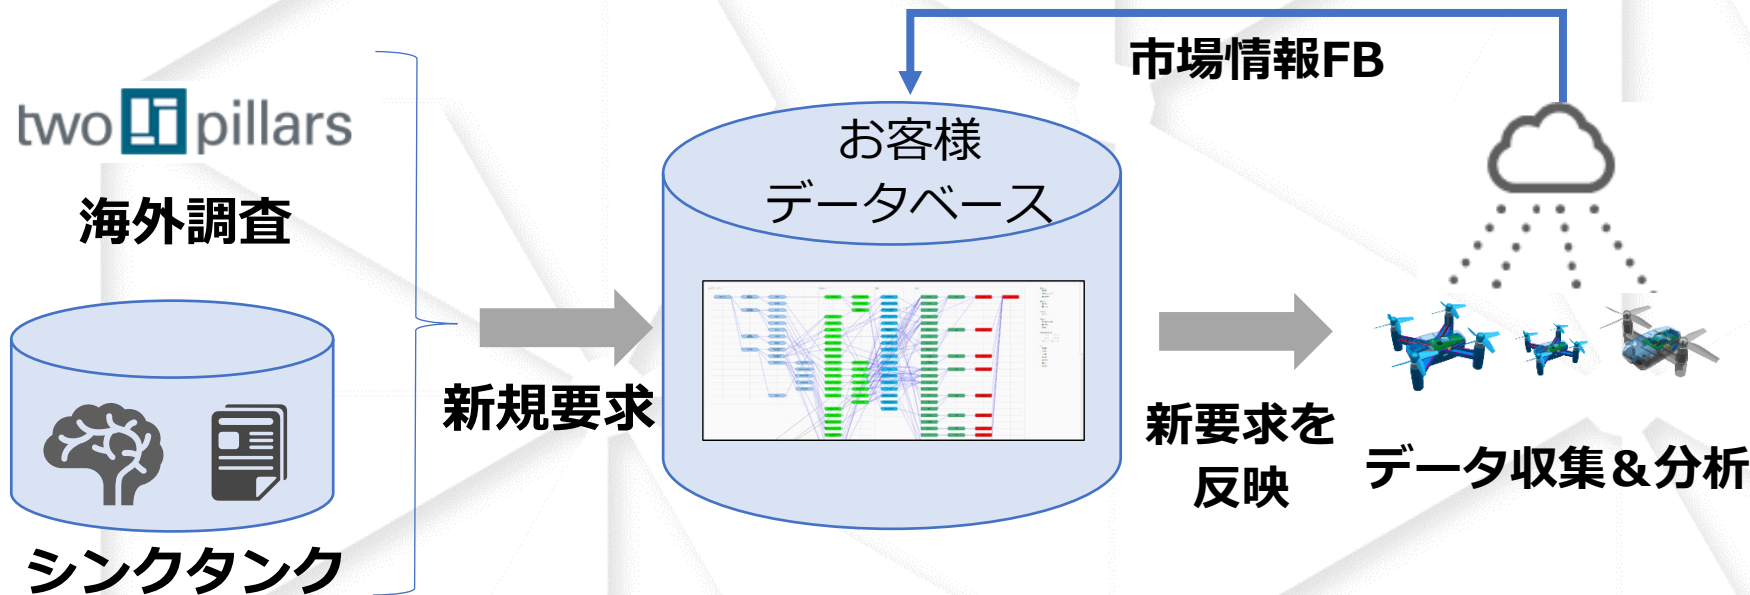 two pillars
海外調査
シンクタンク
新規要求
お客様
データベース
市場情報FB
新要求を
反映
データ収集＆分析